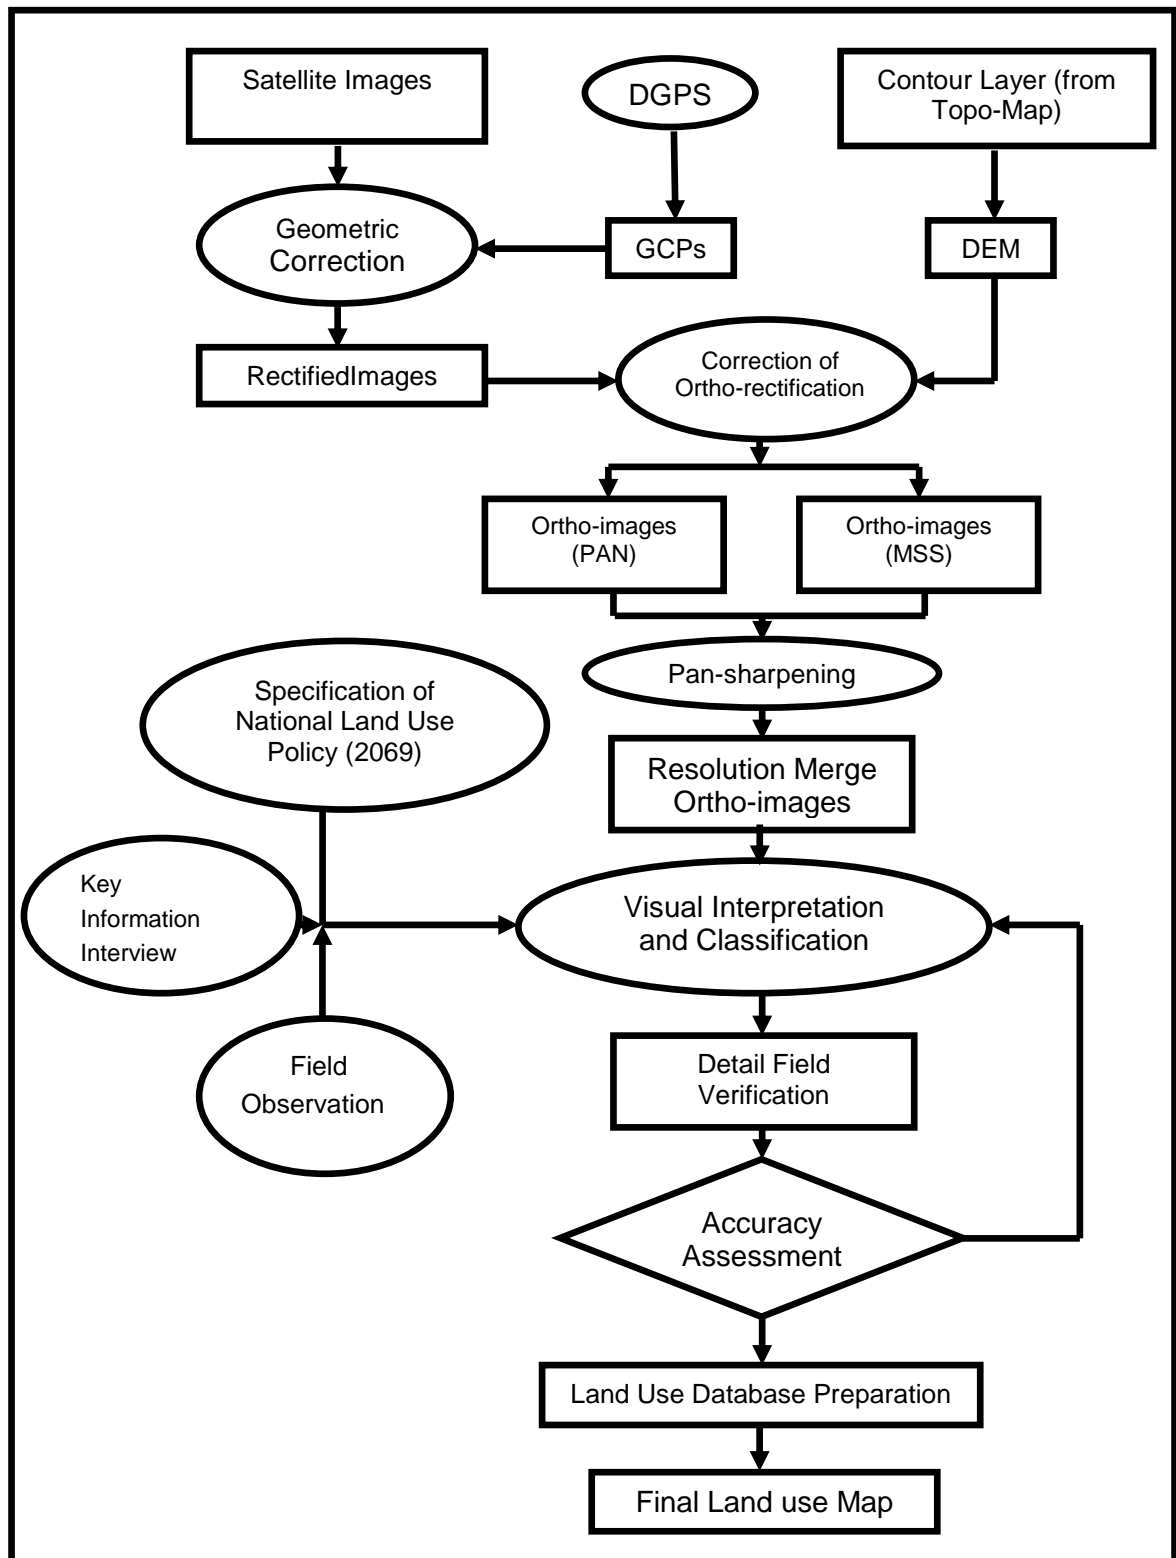 Satellite Images
DGPS
Contour Layer (from
Topo-Map)
Geometric
Correction
GCPs
DEM
RectifiedImages
Correction of
Ortho-rectification
Ortho-images
(PAN)
Ortho-images
(MSS)
Pan-sharpening
Specification of
National Land Use
Policy (2069)
Resolution Merge
Ortho-images
Key
Information
Interview
Visual Interpretation
and Classification
Field
Observation
Detail Field
Verification
Accuracy
Assessment
Land Use Database Preparation
Final Land use Map